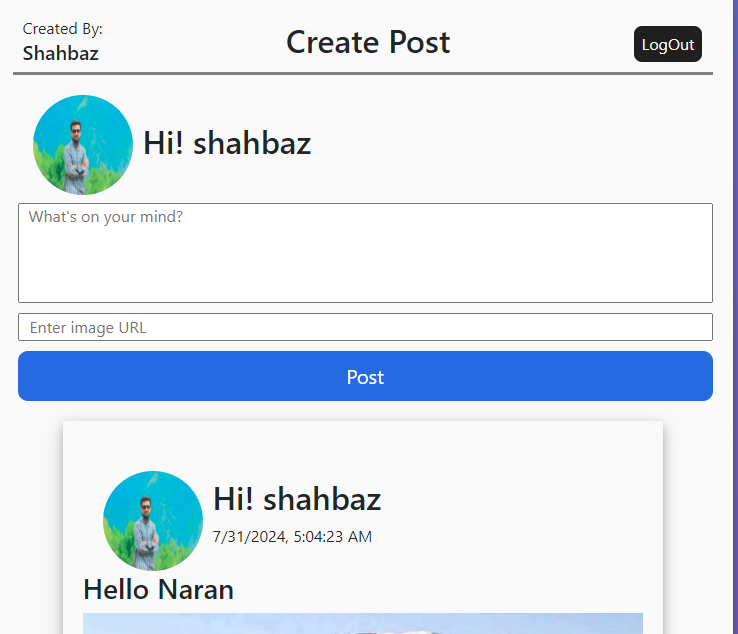 Created By:
Shahbaz
Create Post
LogOut
Hi! shahbaz
What's on your mind?
Enter image URL
Post
Hi! shahbaz
7/31/2024, 5:04:23 AM
Hello Naran